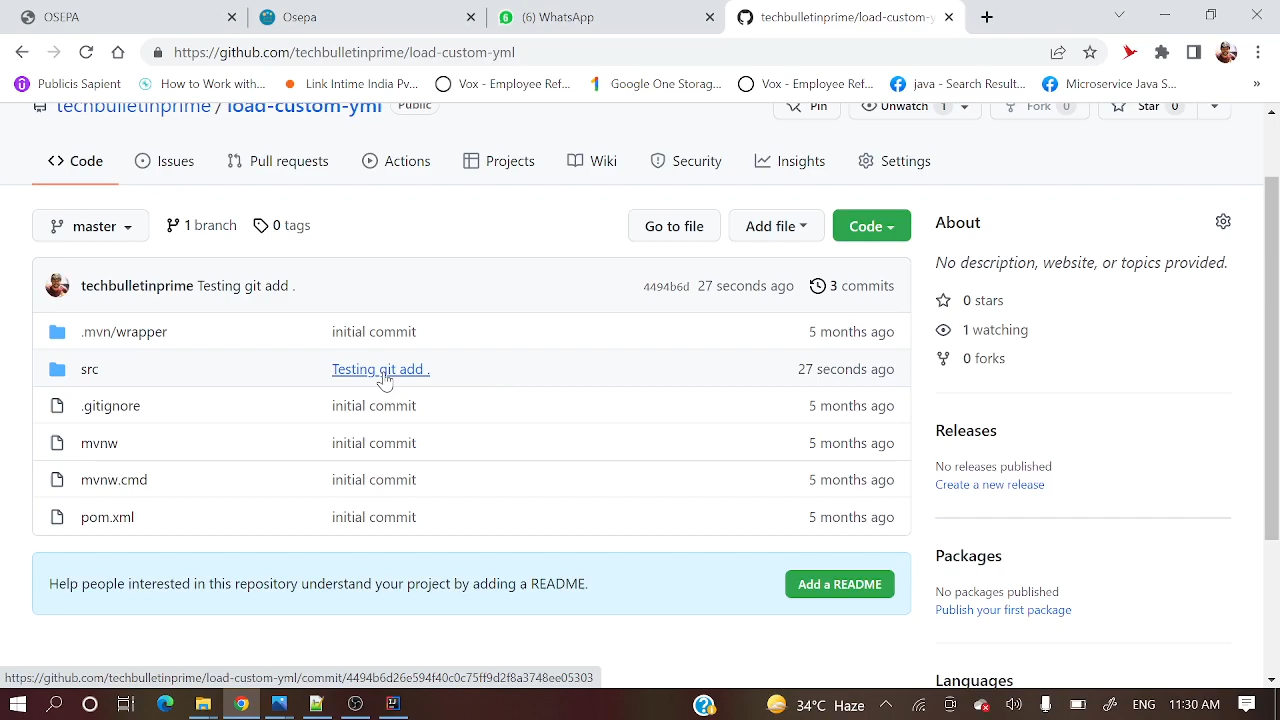 OSEPA
Osepa
6 (6) WhatsApp
techbulletinprime/load-custom-y
https://github.com/techbulletinprime/load-custom-yml
Publicis Sapient
How to Work with...
Link Intime India Pv...
Vox - Employee Ref...
Google One Storag...
Vox - Employee Ref...
java - Search Result...
Microservice Java S...
»
techbulletinprime / load-custom-yml Public
Pin
Unwatch 1
Fork 0
Star 0
Code
Issues
Pull requests
Actions
Projects
Wiki
Security
Insights
Settings
master
1 branch
0 tags
Go to file
Add file
Code
techbulletinprime Testing git add . 4494b6d 27 seconds ago 3 commits
.mvn/wrapper initial commit 5 months ago
src Testing git add . 27 seconds ago
.gitignore initial commit 5 months ago
mvnw initial commit 5 months ago
mvnw.cmd initial commit 5 months ago
pom.xml initial commit 5 months ago
Help people interested in this repository understand your project by adding a README. Add a README
About
No description, website, or topics provided.
0 stars
1 watching
0 forks
Releases
No releases published
Create a new release
Packages
No packages published
Publish your first package
Languages
https://github.com/techbulletinprime/load-custom-yml/commit/4494b6d26e594f40c0c75ff9d2f8a3748ee05303
34°C Haze
ENG
11:30 AM